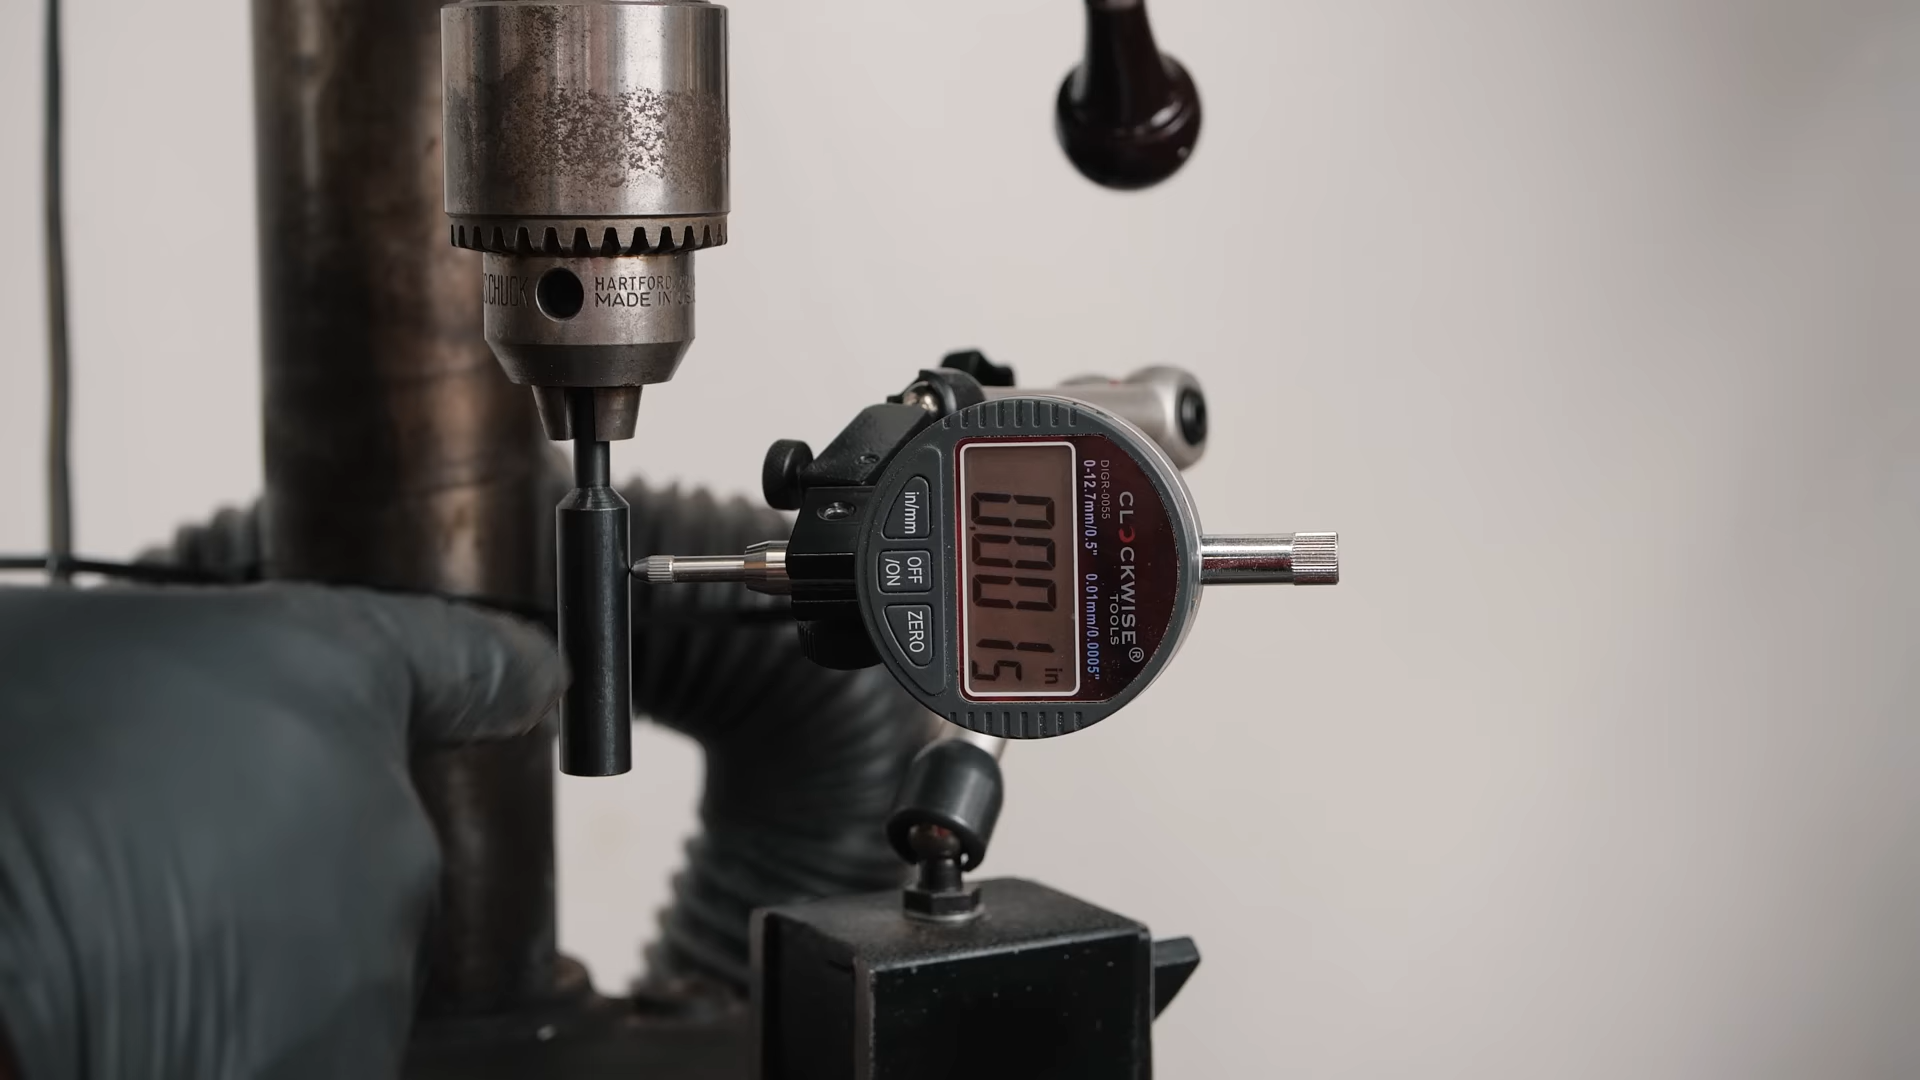 CHUCK
HARTFORD
MADE IN
CLOCKWISE®
TOOLS
DIGR-0055
0-12.7mm/0.5" 0.01mm/0.0005"
0.0015 in
in/mm
OFF
/ON
ZERO